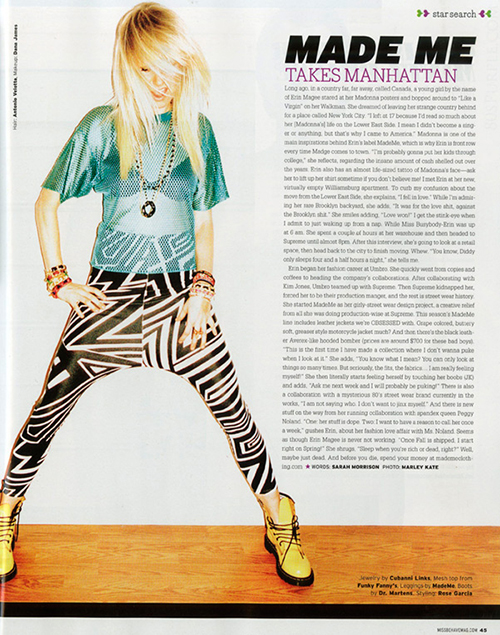 star search
Hair: Antonio Velotta, Makeup: Dana James
MADE ME
TAKES MANHATTAN
Long ago, in a country far, far away, called Canada, a young girl by the name
of Erin Magee stared at her Madonna posters and bopped around to "Like a
Virgin" on her Walkman. She dreamed of leaving her strange country behind
for a place called New York City. "I left at 17 because I'd read so much about
her [Madonna's] life on the Lower East Side. I mean I didn't become a sing-
er or anything, but that's why I came to America." Madonna is one of the
main inspirations behind Erin's label MadeMe, which is why Erin is front row
every time Madge comes to town. "I'm probably gonna put her kids through
college," she reflects, regarding the insane amount of cash shelled out over
the years. Erin also has an almost life-sized tattoo of Madonna's face—ask
her to lift up her shirt sometime if you don't believe me! I met Erin at her new,
virtually empty Williamsburg apartment. To curb my confusion about the
move from the Lower East Side, she explains, "I fell in love." While I'm admir-
ing her rare Brooklyn backyard, she adds, "It was for the love shit, against
the Brooklyn shit." She smiles adding, "Love won!" I get the stink-eye when
I admit to just waking up from a nap. While Miss Busybody-Erin was up
at 6 am. She spent a couple of hours at her warehouse and then headed to
Supreme until almost 8pm. After this interview, she's going to look at a retail
space, then head back to the city to finish moving. Whew. "You know, Diddy
only sleeps four and a half hours a night," she tells me.
Erin began her fashion career at Umbro. She quickly went from copies and
coffees to heading the company's collaborations. After collaborating with
Kim Jones, Umbro teamed up with Supreme. Then Supreme kidnapped her,
forced her to be their production manger, and the rest is street wear history.
She started MadeMe as her girly street wear design project, a creative relief
from all she was doing production-wise at Supreme. This season's MadeMe
line includes leather jackets we're OBSESSED with. Grape colored, buttery
soft, greaser style motorcycle jacket much? And then there's the black leath-
er Avenger-like hooded bomber (prices are around $700 for these bad boys).
"This is the first time I have made a collection where I don't wanna puke
when I look at it." She adds, "You know what I mean? You can only look at
things so many times. But seriously, the fits, the fabrics ... I am really feeling
myself!" She then literally starts feeling herself by touching her boobs (JK)
and adds, "Ask me next week and I will probably be puking!" There is also
a collaboration with a mysterious 80's street wear brand currently in the
works, "I am not saying who. I don't want to jinx myself." And there is new
stuff on the way from her running collaboration with spandex queen Peggy
Noland. "One: her stuff is dope. Two: I want to have a reason to call her once
a week," gushes Erin, about her fashion love affair with Ms. Noland. Seems
as though Erin Magee is never not working. "Once Fall is shipped, I start
right on Spring!" She shrugs. "Sleep when you're rich or dead, right?" Well,
maybe just dead. And before you die, spend your money at mademecloth-
ing.com ★ WORDS: SARAH MORRISON PHOTO: MARLEY KATE
Jewelry by Cubanni Links, Mesh top from
Funky Fanny's, Leggings by MadeMe, Boots
by Dr. Martens, Styling: Rose Garcia
MISSBEHAVEMAG.COM 45